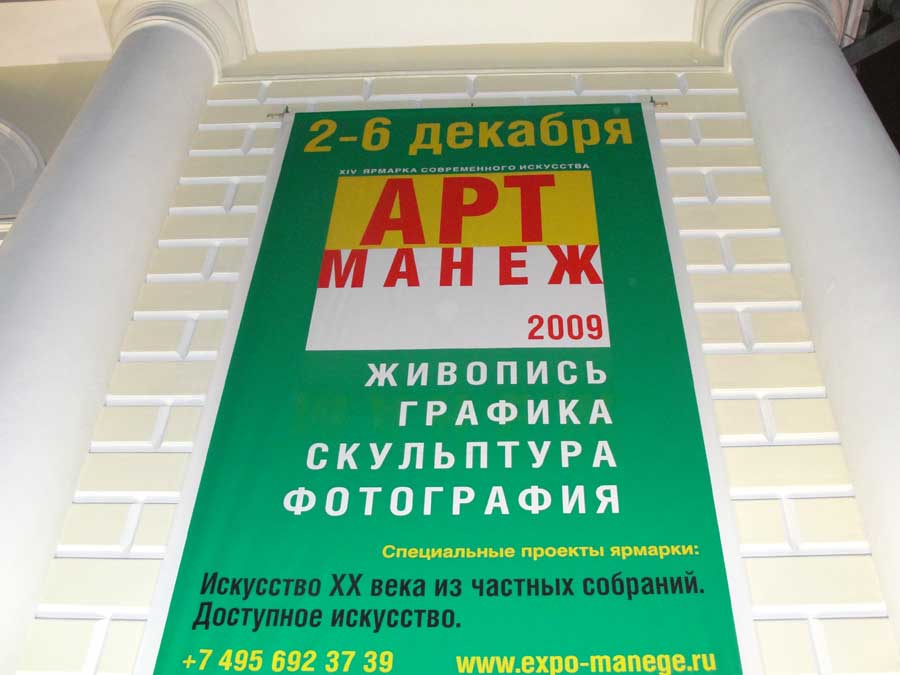 2-6 декабря
XIV ЯРМАРКА СОВРЕМЕННОГО ИСКУССТВА
АРТ
МАНЕЖ
2009
ЖИВОПИСЬ
ГРАФИКА
СКУЛЬПТУРА
ФОТОГРАФИЯ
Специальные проекты ярмарки:
Искусство XX века из частных собраний.
Доступное искусство.
+7 495 692 37 39 www.expo-manege.ru